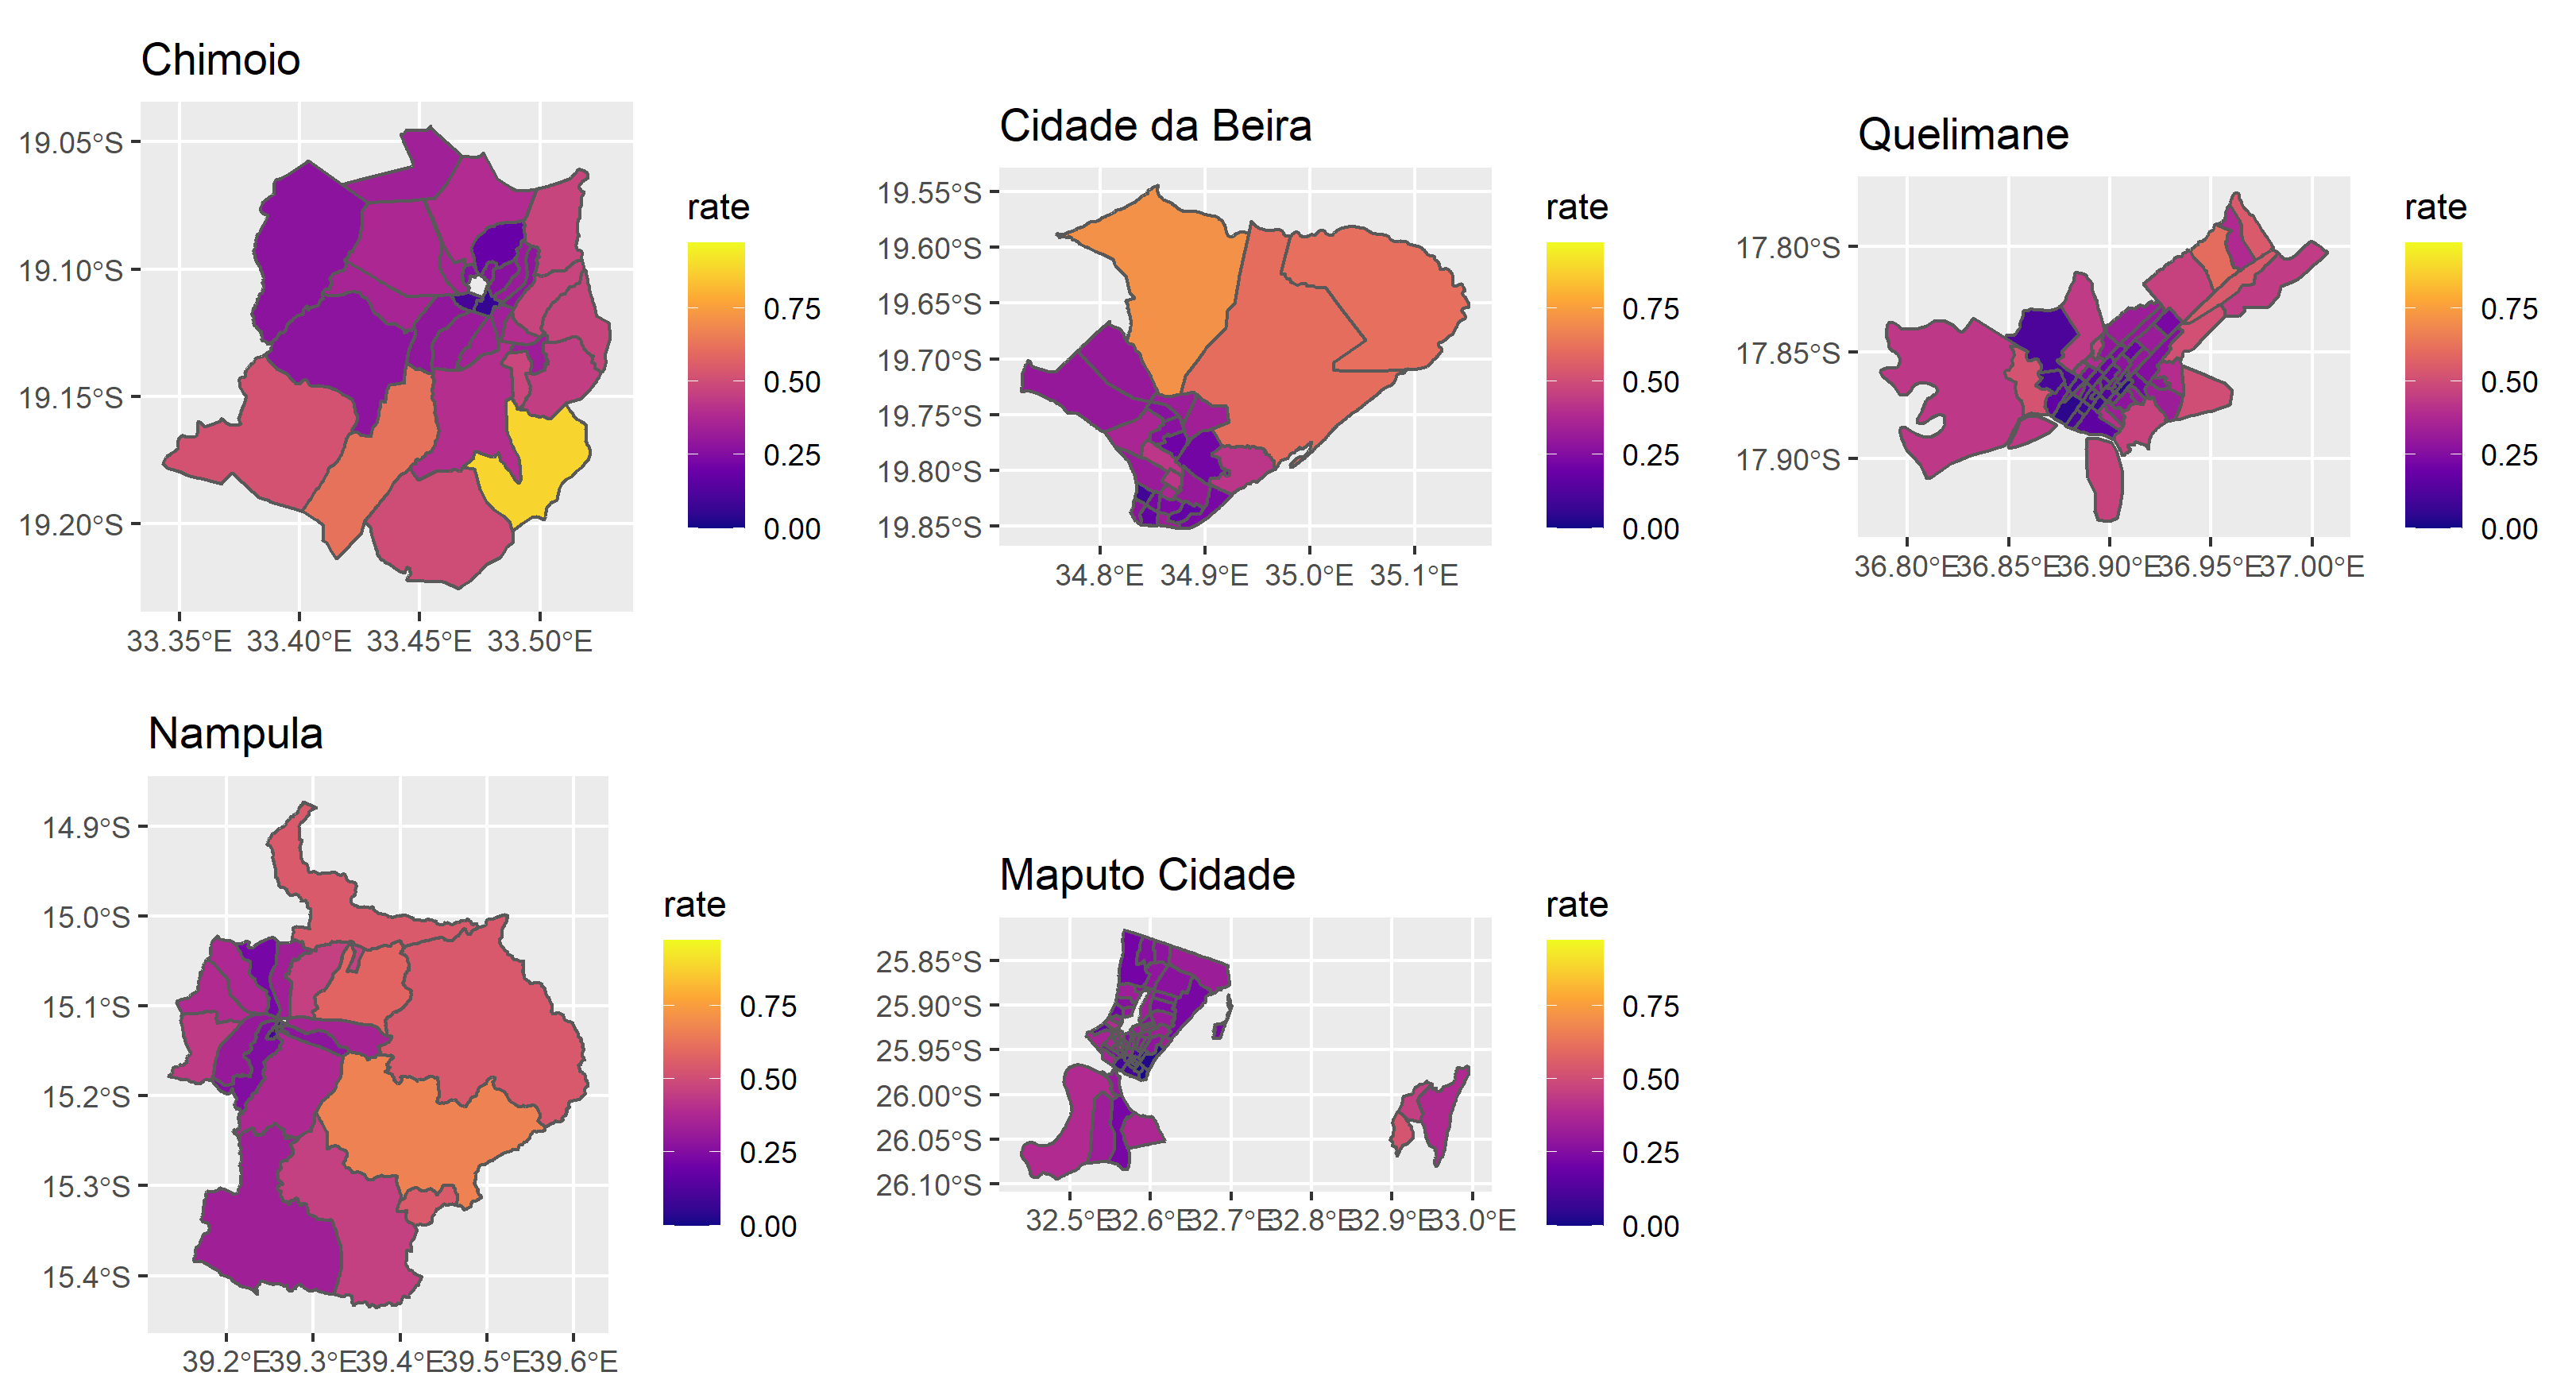 Chimoio
19.05°S
19.10°S
19.15°S
19.20°S
33.35°E 33.40°E 33.45°E 33.50°E
rate
0.75
0.50
0.25
0.00
Cidade da Beira
19.55°S
19.60°S
19.65°S
19.70°S
19.75°S
19.80°S
19.85°S
34.8°E 34.9°E 35.0°E 35.1°E
rate
0.75
0.50
0.25
0.00
Quelimane
17.80°S
17.85°S
17.90°S
36.80°E 36.85°E 36.90°E 36.95°E 37.00°E
rate
0.75
0.50
0.25
0.00
Nampula
14.9°S
15.0°S
15.1°S
15.2°S
15.3°S
15.4°S
39.2°E 39.3°E 39.4°E 39.5°E 39.6°E
rate
0.75
0.50
0.25
0.00
Maputo Cidade
25.85°S
25.90°S
25.95°S
26.00°S
26.05°S
26.10°S
32.5°E 32.6°E 32.7°E 32.8°E 32.9°E 33.0°E
rate
0.75
0.50
0.25
0.00